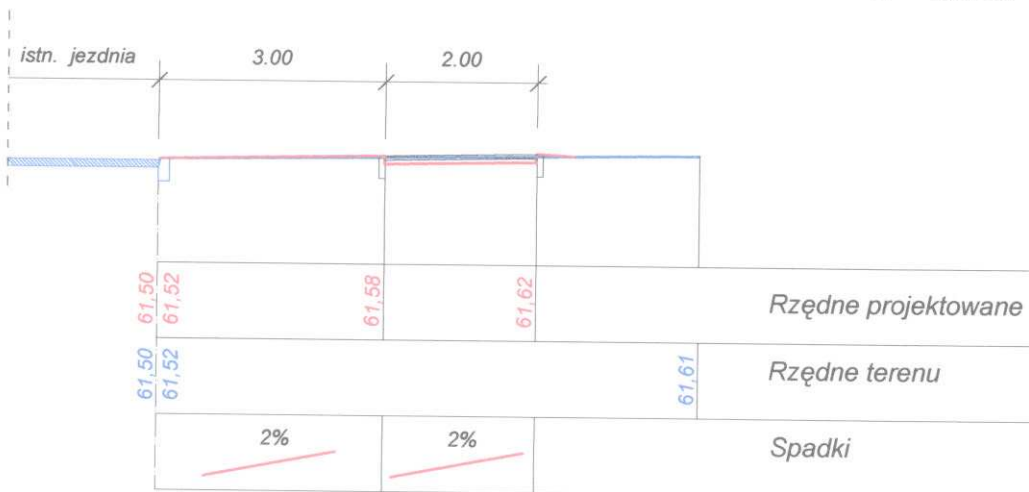 istn. jezdnia 3.00 2.00
61,50 61,52 61,58 61,62 Rzędne projektowane
61,50 61,52 61,61 Rzędne terenu
2% 2% Spadki